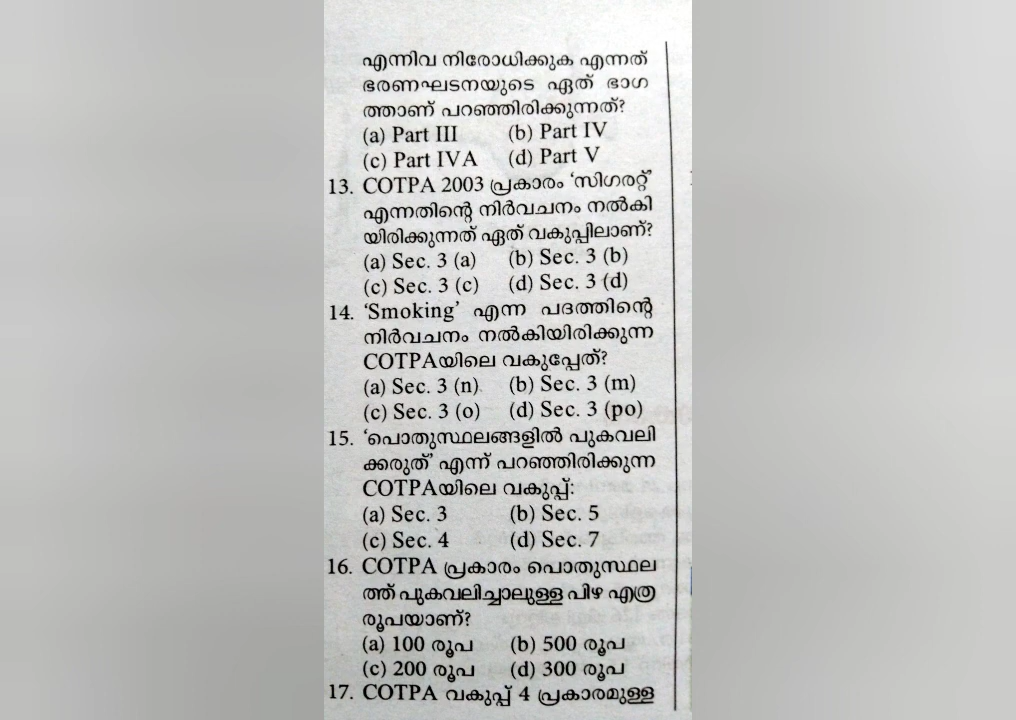 എന്നിവ നിരോധിക്കുക എന്നത്
ഭരണഘടനയുടെ ഏത് ഭാഗ
ത്താണ് പറഞ്ഞിരിക്കുന്നത്?
(a) Part III (b) Part IV
(c) Part IVA (d) Part V
13. COTPA 2003 പ്രകാരം 'സിഗരറ്റ്'
എന്നതിന്റെ നിർവചനം നൽകി
യിരിക്കുന്നത് ഏത് വകുപ്പിലാണ്?
(a) Sec. 3 (a) (b) Sec. 3 (b)
(c) Sec. 3 (c) (d) Sec. 3 (d)
14. 'Smoking' എന്ന പദത്തിന്റെ
നിർവചനം നൽകിയിരിക്കുന്ന
COTPAയിലെ വകുപ്പേത്?
(a) Sec. 3 (n) (b) Sec. 3 (m)
(c) Sec. 3 (o) (d) Sec. 3 (po)
15. 'പൊതുസ്ഥലങ്ങളിൽ പുകവലി
ക്കരുത്' എന്ന് പറഞ്ഞിരിക്കുന്ന
COTPAയിലെ വകുപ്പ്:
(a) Sec. 3 (b) Sec. 5
(c) Sec. 4 (d) Sec. 7
16. COTPA പ്രകാരം പൊതുസ്ഥല
ത്ത് പുകവലിച്ചാലുള്ള പിഴ എത്ര
രൂപയാണ്?
(a) 100 രൂപ (b) 500 രൂപ
(c) 200 രൂപ (d) 300 രൂപ
17. COTPA വകുപ്പ് 4 പ്രകാരമുള്ള